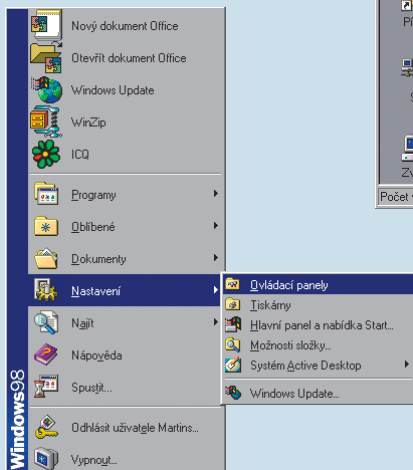 Nový dokument Office
Otevřít dokument Office
Windows Update
WinZip
ICQ
Programy
Oblíbené
Dokumenty
Nastavení
Najít
Nápověda
Spustit...
Odhlásit uživatele Martins...
Vypnout...
Windows98
Ovládací panely
Tiskárny
Hlavní panel a nabídka Start...
Možnosti složky...
Systém Active Desktop
Windows Update...
Počet